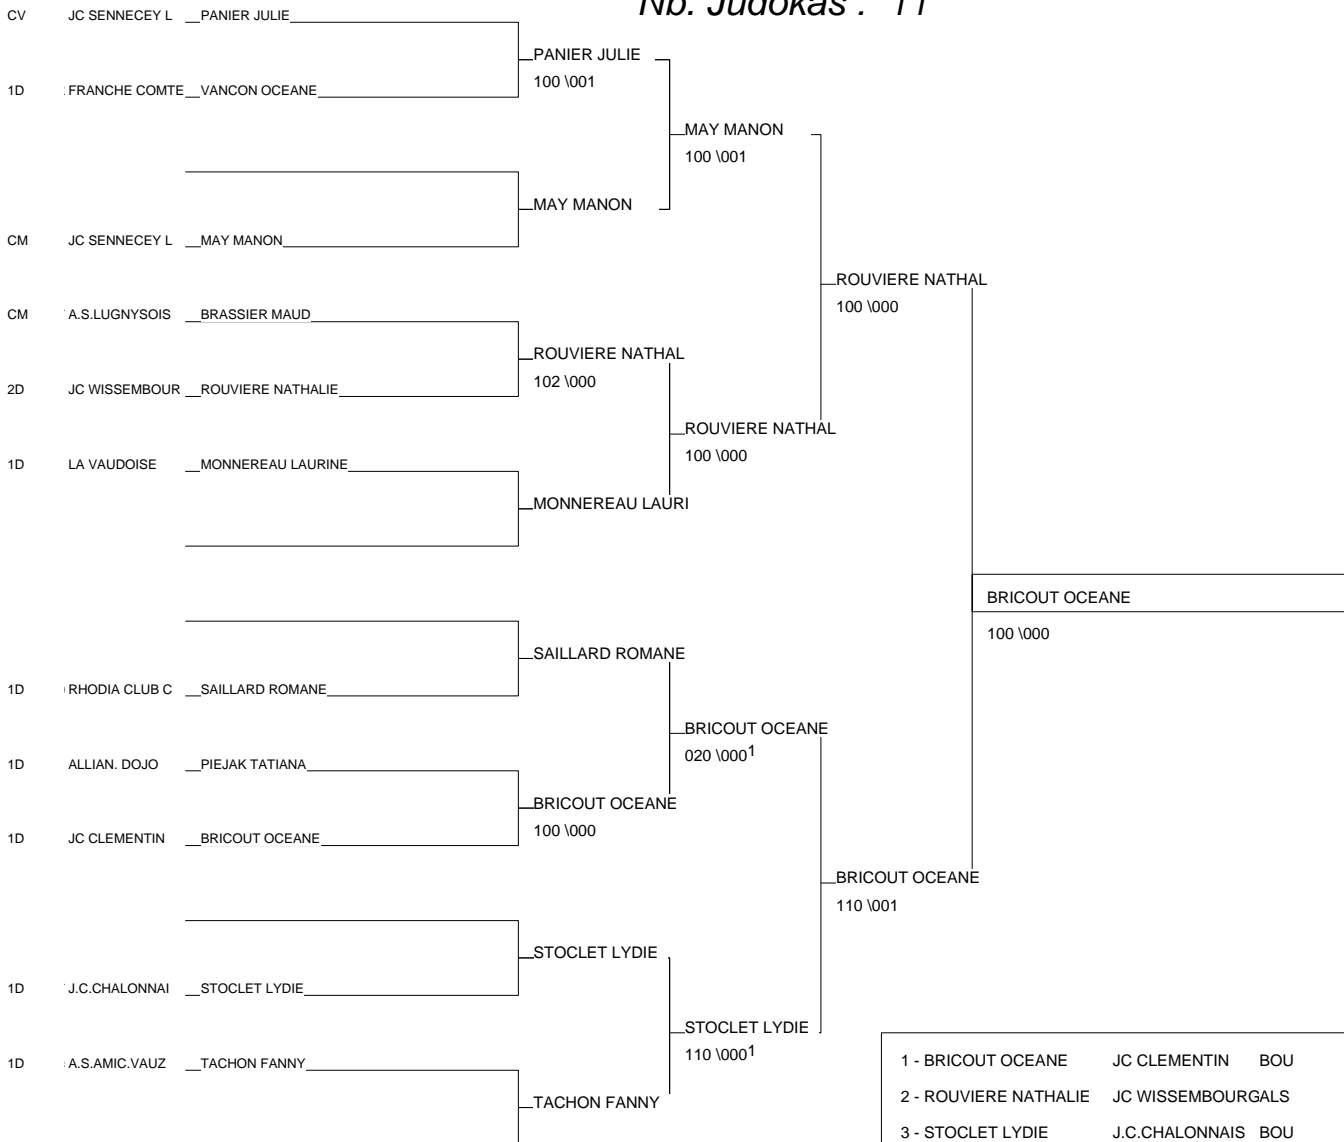 Nb. Judokas : 11
CV JC SENNECEY L PANIER JULIE
PANIER JULIE
100 \001
1D FRANCHE COMTE VANCON OCEANE
MAY MANON
100 \001
MAY MANON
CM JC SENNECEY L MAY MANON
ROUVIERE NATHAL
100 \000
CM A.S.LUGNYSOIS BRASSIER MAUD
ROUVIERE NATHAL
102 \000
2D JC WISSEMBOUR ROUVIERE NATHALIE
ROUVIERE NATHAL
100 \000
1D LA VAUDOISE MONNEREAU LAURINE
MONNEREAU LAURI
BRICOUT OCEANE
100 \000
SAILLARD ROMANE
1D RHODIA CLUB C SAILLARD ROMANE
BRICOUT OCEANE
020 \000 1
1D ALLIAN. DOJO PIEJAK TATIANA
BRICOUT OCEANE
100 \000
1D JC CLEMENTIN BRICOUT OCEANE
BRICOUT OCEANE
110 \001
STOCLET LYDIE
1D J.C.CHALONNAI STOCLET LYDIE
STOCLET LYDIE
110 \000 1
1D A.S.AMIC.VAUZ TACHON FANNY
TACHON FANNY
1 - BRICOUT OCEANE JC CLEMENTIN BOU
2 - ROUVIERE NATHALIE JC WISSEMBOURGALS
3 - STOCLET LYDIE J.C.CHALONNAIS BOU